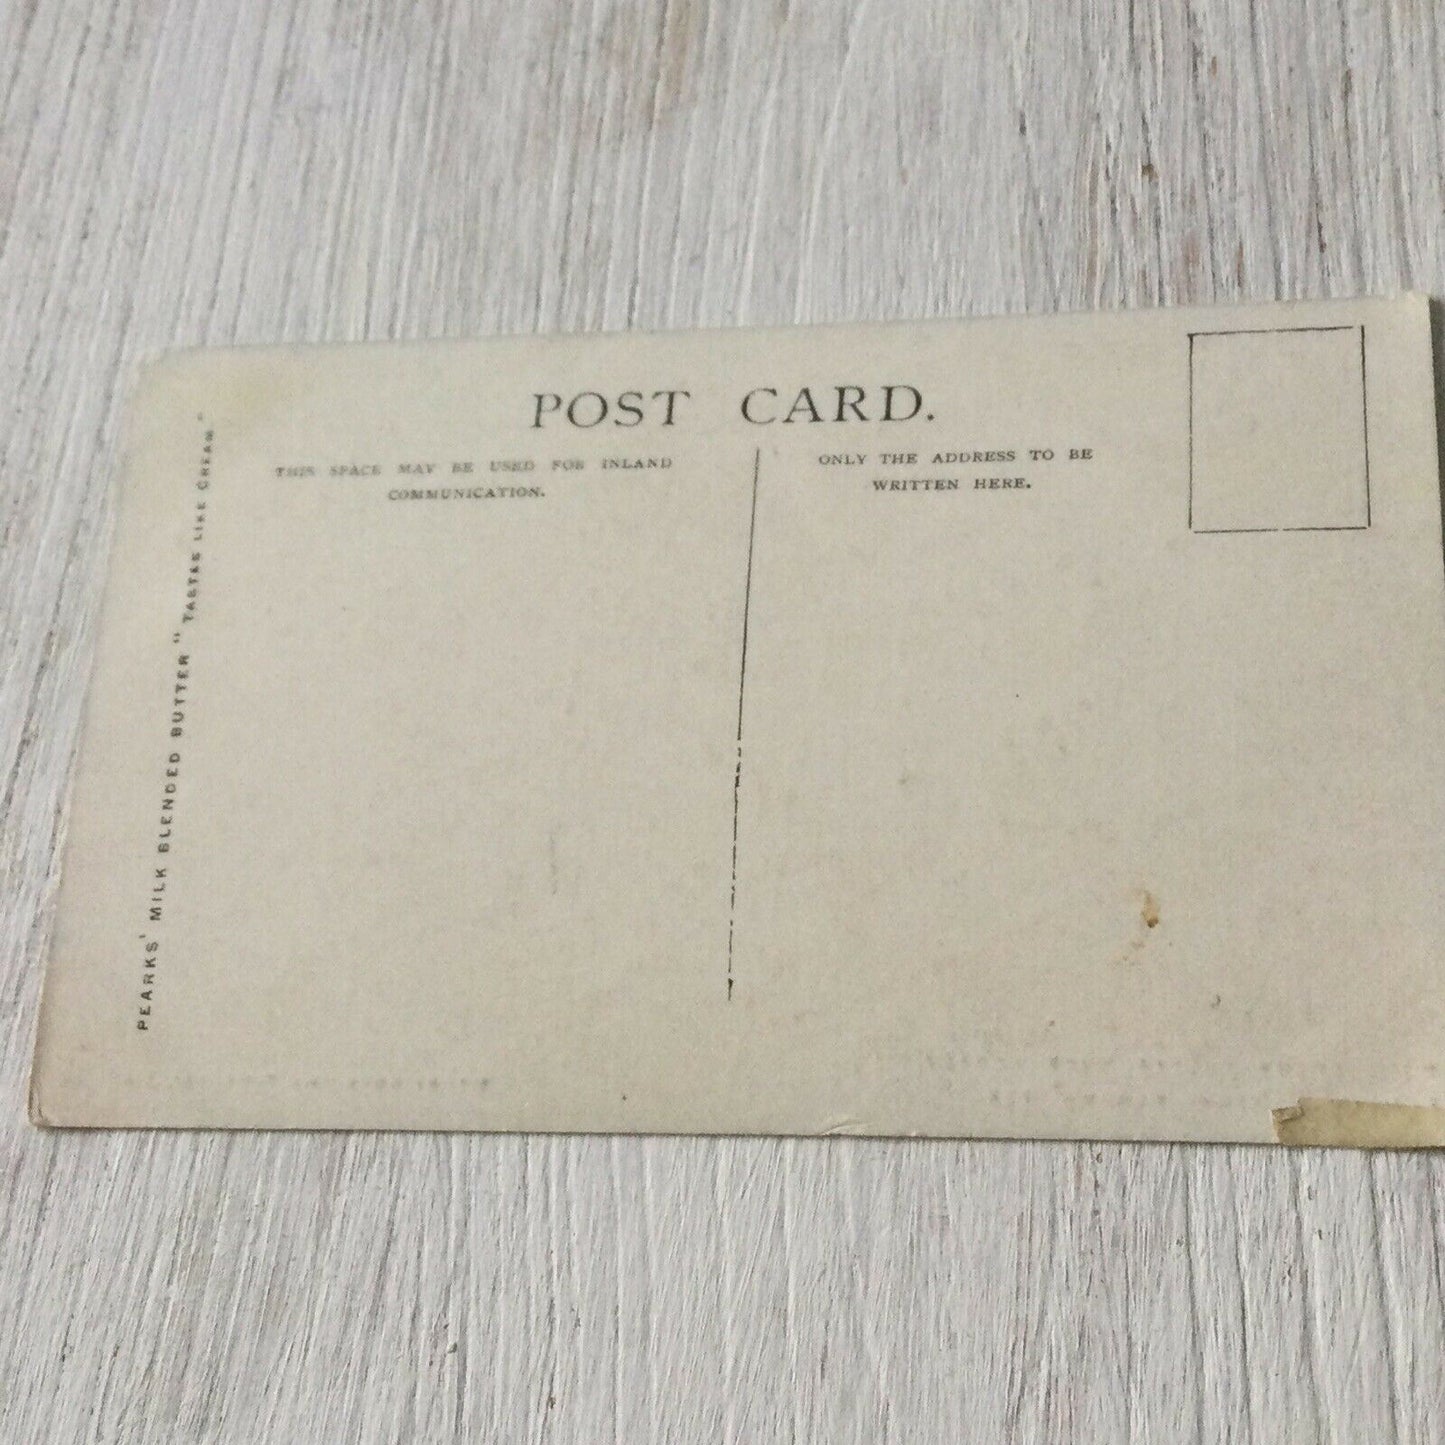 POST CARD.
THIS SPACE MAY BE USED FOR INLAND
COMMUNICATION.
ONLY THE ADDRESS TO BE
WRITTEN HERE.
PEARKS' MILK BLENDED BUTTER "TASTES LIKE CREAM."